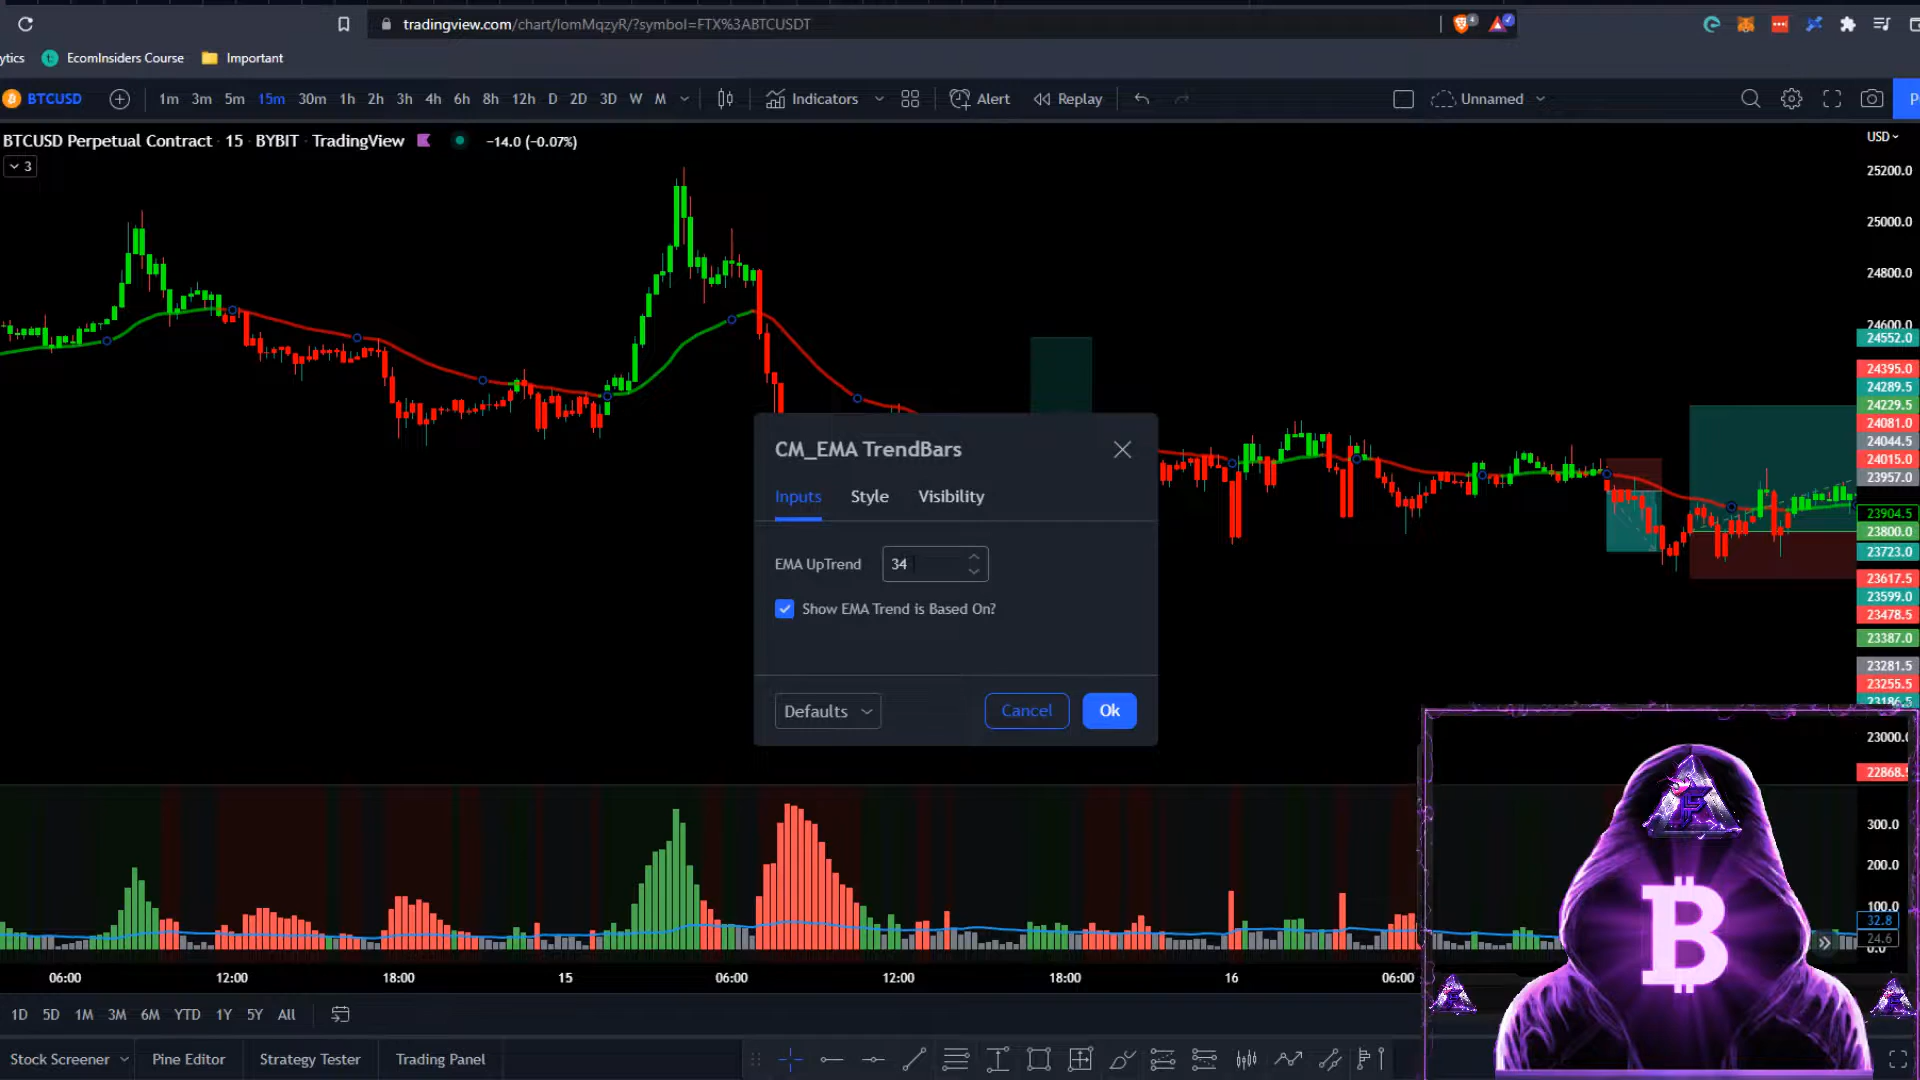 tradingview.com/chart/lomMqzyR/?symbol=FTX%3ABTCUSDT
ytics EcomInsiders Course Important
BTCUSD 1m 3m 5m 15m 30m 1h 2h 3h 4h 6h 8h 12h D 2D 3D W M Indicators Alert Replay Unnamed P
BTCUSD Perpetual Contract · 15 · BYBIT · TradingView −14.0 (−0.07%) USD
3
25200.0
25000.0
24800.0
24600.0
24552.0
24395.0
24289.5
24229.5
24081.0
24044.5
24015.0
23957.0
23904.5
23800.0
23723.0
23617.5
23599.0
23478.5
23387.0
23281.5
23255.5
23186.5
23000.0
22868.5
CM_EMA TrendBars
Inputs Style Visibility
EMA UpTrend 34
Show EMA Trend is Based On?
Defaults Cancel Ok
300.0
200.0
100.0
32.8
24.6
0.0
06:00 12:00 18:00 15 06:00 12:00 18:00 16 06:00
1D 5D 1M 3M 6M YTD 1Y 5Y All
Stock Screener Pine Editor Strategy Tester Trading Panel